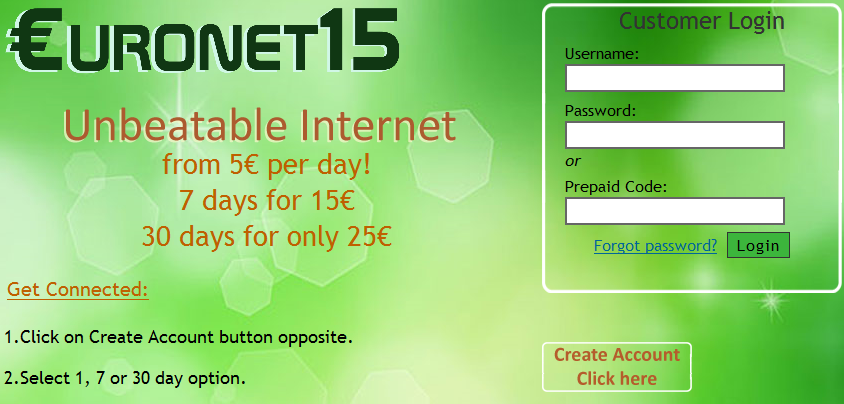 €URONET15
Unbeatable Internet
from 5€ per day!
7 days for 15€
30 days for only 25€
Get Connected:
1.Click on Create Account button opposite.
2.Select 1, 7 or 30 day option.
Customer Login
Username:
Password:
or
Prepaid Code:
Forgot password? Login
Create Account
Click here